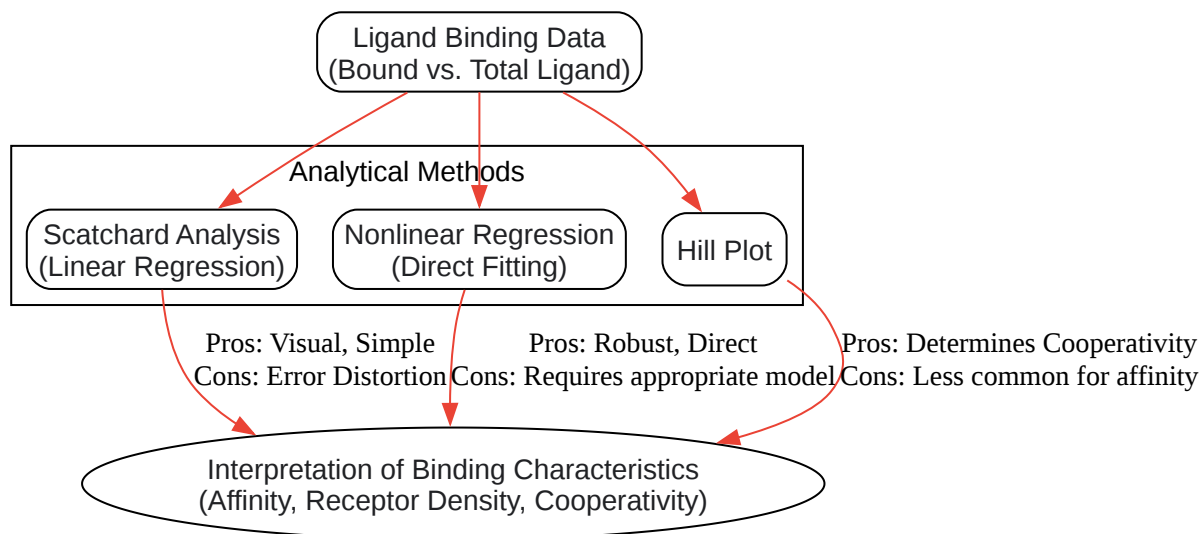 Ligand Binding Data
(Bound vs. Total Ligand)
Analytical Methods
Scatchard Analysis
(Linear Regression)
Nonlinear Regression
(Direct Fitting)
Hill Plot
Pros: Visual, Simple
Cons: Error Distortion
Pros: Robust, Direct
Cons: Requires appropriate model
Pros: Determines Cooperativity
Cons: Less common for affinity
Interpretation of Binding Characteristics
(Affinity, Receptor Density, Cooperativity)